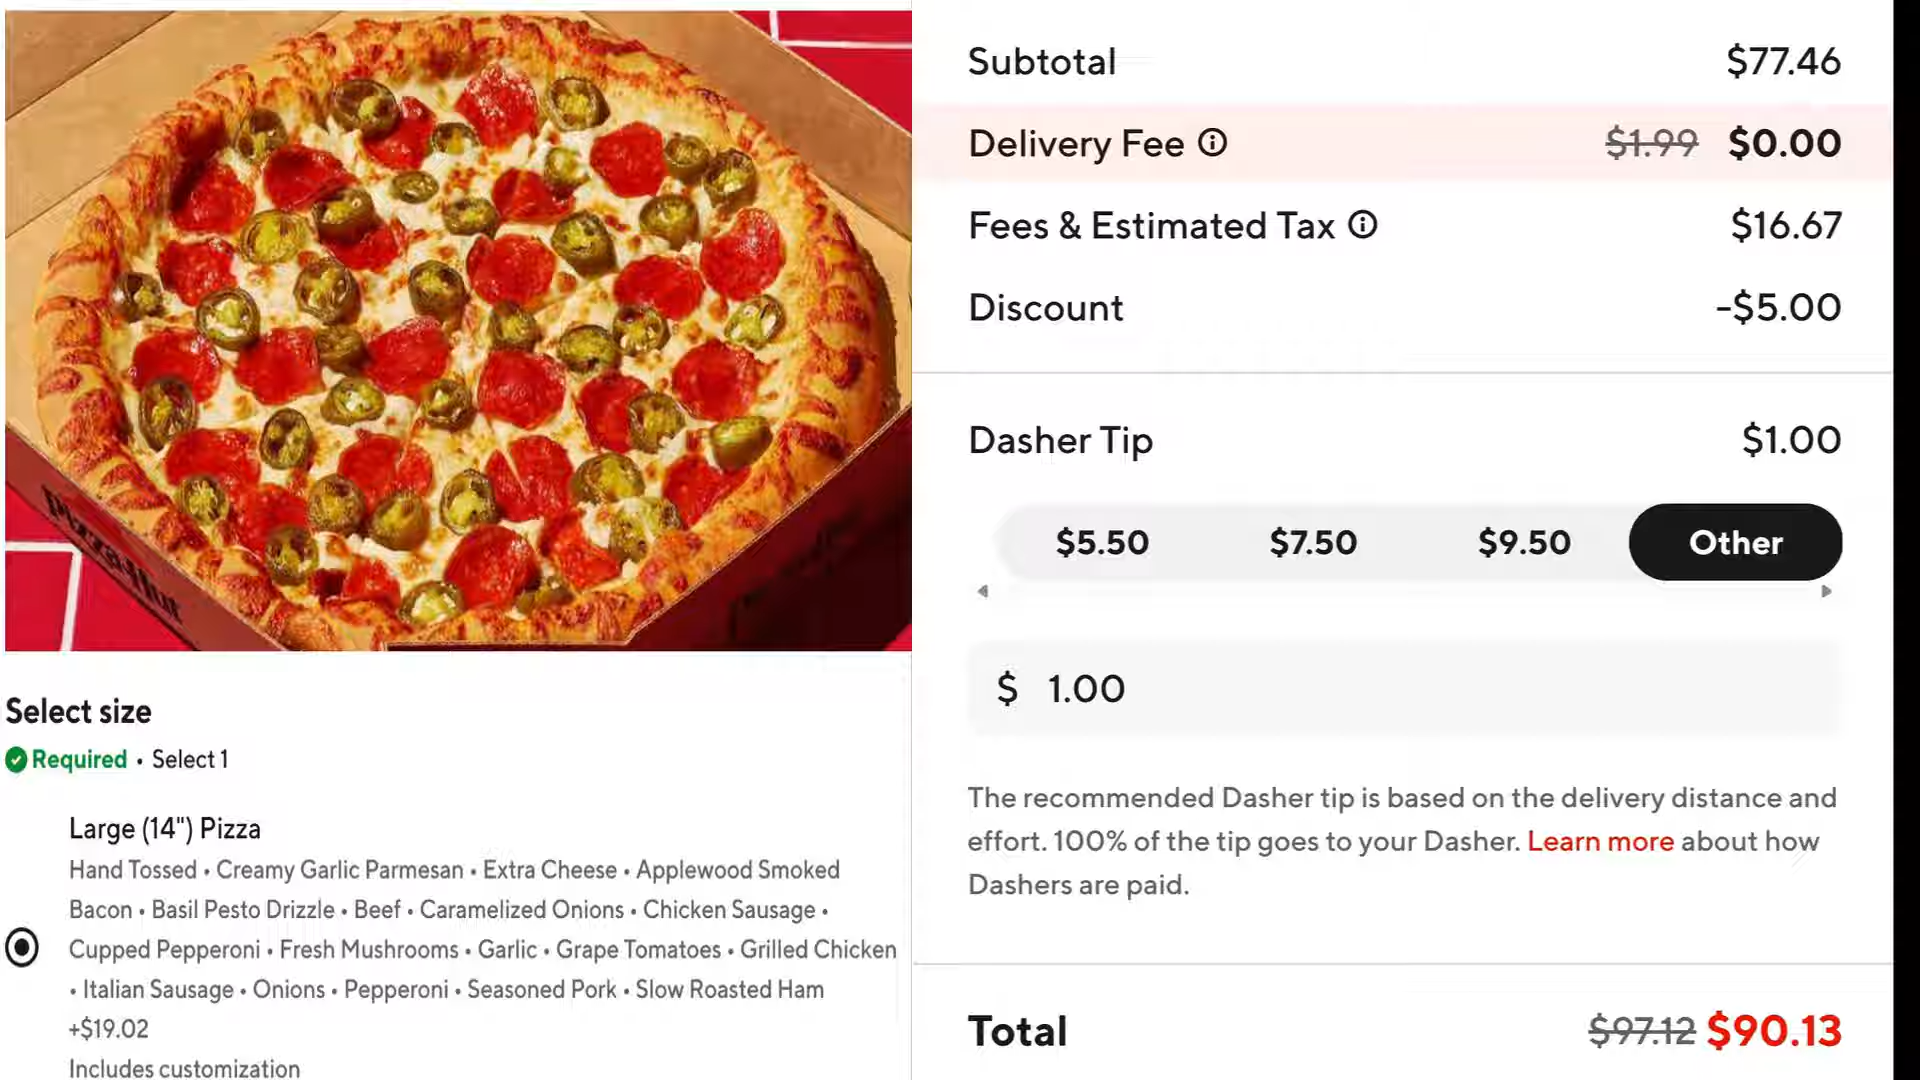 Pizza Hut
Select size
Required • Select 1
Large (14") Pizza
Hand Tossed • Creamy Garlic Parmesan • Extra Cheese • Applewood Smoked
Bacon • Basil Pesto Drizzle • Beef • Caramelized Onions • Chicken Sausage •
Cupped Pepperoni • Fresh Mushrooms • Garlic • Grape Tomatoes • Grilled Chicken
• Italian Sausage • Onions • Pepperoni • Seasoned Pork • Slow Roasted Ham
+$19.02
Includes customization
Subtotal $77.46
Delivery Fee $1.99 $0.00
Fees & Estimated Tax $16.67
Discount -$5.00
Dasher Tip $1.00
$5.50 $7.50 $9.50 Other
$ 1.00
The recommended Dasher tip is based on the delivery distance and
effort. 100% of the tip goes to your Dasher. Learn more about how
Dashers are paid.
Total $97.12 $90.13